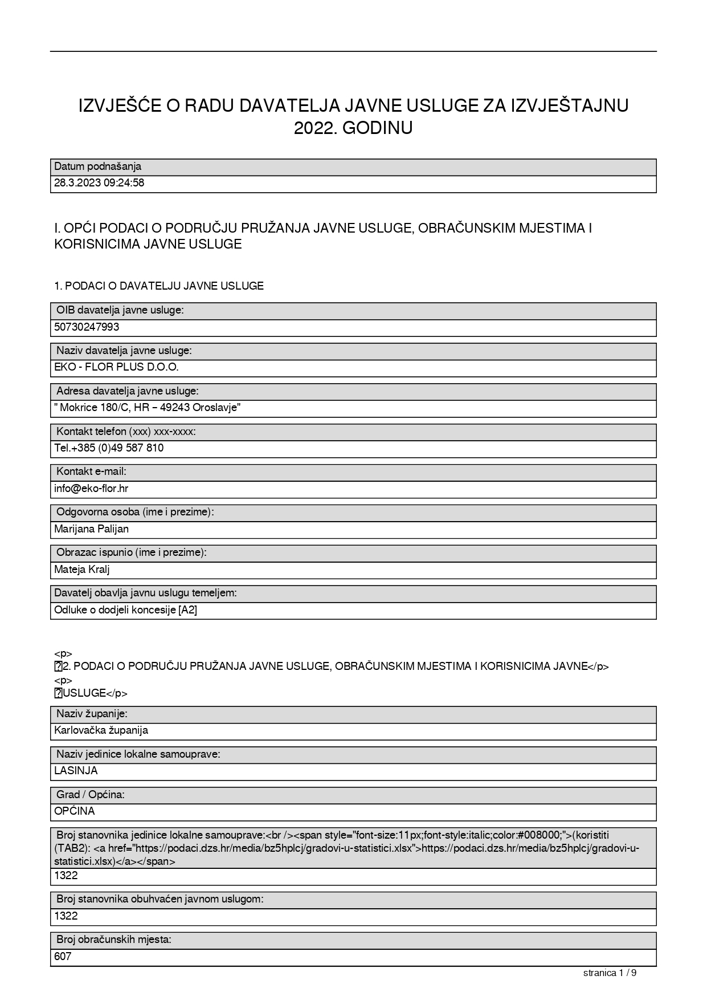 IZVJEŠĆE O RADU DAVATELJA JAVNE USLUGE ZA IZVJEŠTAJNU
2022. GODINU
Datum podnašanja
28.3.2023 09:24:58
I. OPĆI PODACI O PODRUČJU PRUŽANJA JAVNE USLUGE, OBRAČUNSKIM MJESTIMA I
KORISNICIMA JAVNE USLUGE
1. PODACI O DAVATELJU JAVNE USLUGE
OIB davatelja javne usluge:
50730247993
Naziv davatelja javne usluge:
EKO - FLOR PLUS D.O.O.
Adresa davatelja javne usluge:
" Mokrice 180/C, HR – 49243 Oroslavje"
Kontakt telefon (xxx) xxx-xxxx:
Tel.+385 (0)49 587 810
Kontakt e-mail:
info@eko-flor.hr
Odgovorna osoba (ime i prezime):
Marijana Palijan
Obrazac ispunio (ime i prezime):
Mateja Kralj
Davatelj obavlja javnu uslugu temeljem:
Odluke o dodjeli koncesije [A2]
<p>
⍰2. PODACI O PODRUČJU PRUŽANJA JAVNE USLUGE, OBRAČUNSKIM MJESTIMA I KORISNICIMA JAVNE</p>
<p>
⍰USLUGE</p>
Naziv županije:
Karlovačka županija
Naziv jedinice lokalne samouprave:
LASINJA
Grad / Općina:
OPĆINA
Broj stanovnika jedinice lokalne samouprave:<br /><span style="font-size:11px;font-style:italic;color:#008000;">(koristiti
(TAB2): <a href="https://podaci.dzs.hr/media/bz5hplcj/gradovi-u-statistici.xlsx">https://podaci.dzs.hr/media/bz5hplcj/gradovi-u-
statistici.xlsx)</a></span>
1322
Broj stanovnika obuhvaćen javnom uslugom:
1322
Broj obračunskih mjesta:
607
stranica 1 / 9